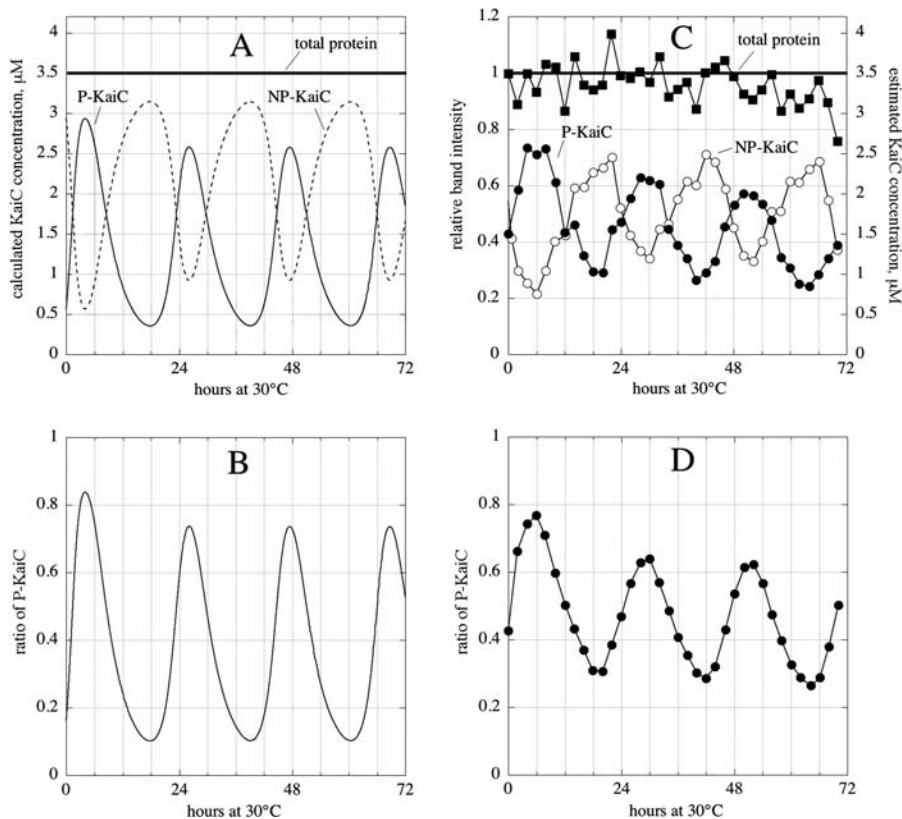 A
total protein
P-KaiC
NP-KaiC
calculated KaiC concentration, μM
4
3.5
3
2.5
2
1.5
1
0.5
0
0 24 48 72
hours at 30°C
C
total protein
P-KaiC
NP-KaiC
relative band intensity
1.2
1
0.8
0.6
0.4
0.2
0
estimated KaiC concentration, μM
4
3.5
3
2.5
2
1.5
1
0.5
0
0 24 48 72
hours at 30°C
B
ratio of P-KaiC
1
0.8
0.6
0.4
0.2
0
0 24 48 72
hours at 30°C
D
ratio of P-KaiC
1
0.8
0.6
0.4
0.2
0
0 24 48 72
hours at 30°C